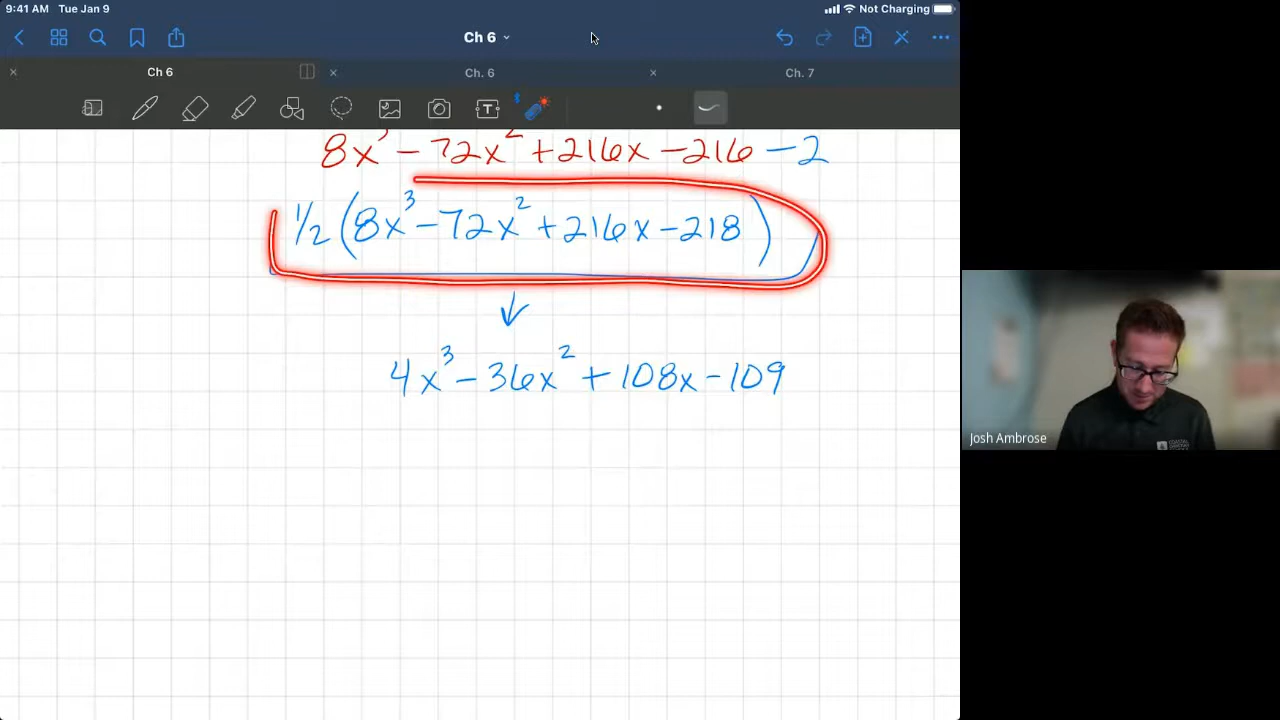 9:41 AM Tue Jan 9
Not Charging
Ch 6
Ch 6
Ch. 6
Ch. 7
T
8x³ - 72x² + 216x - 216 - 2
1/2 (8x³ - 72x² + 216x - 218)
4x³ - 36x² + 108x - 109
Josh Ambrose